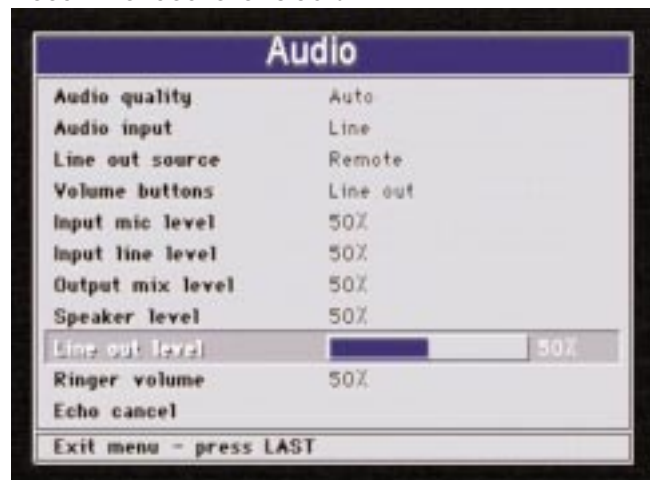 Audio
Audio quality Auto
Audio input Line
Line out source Remote
Volume buttons Line out
Input mic level 50%
Input line level 50%
Output mix level 50%
Speaker level 50%
Line out level 50%
Ringer volume 50%
Echo cancel
Exit menu - press LAST